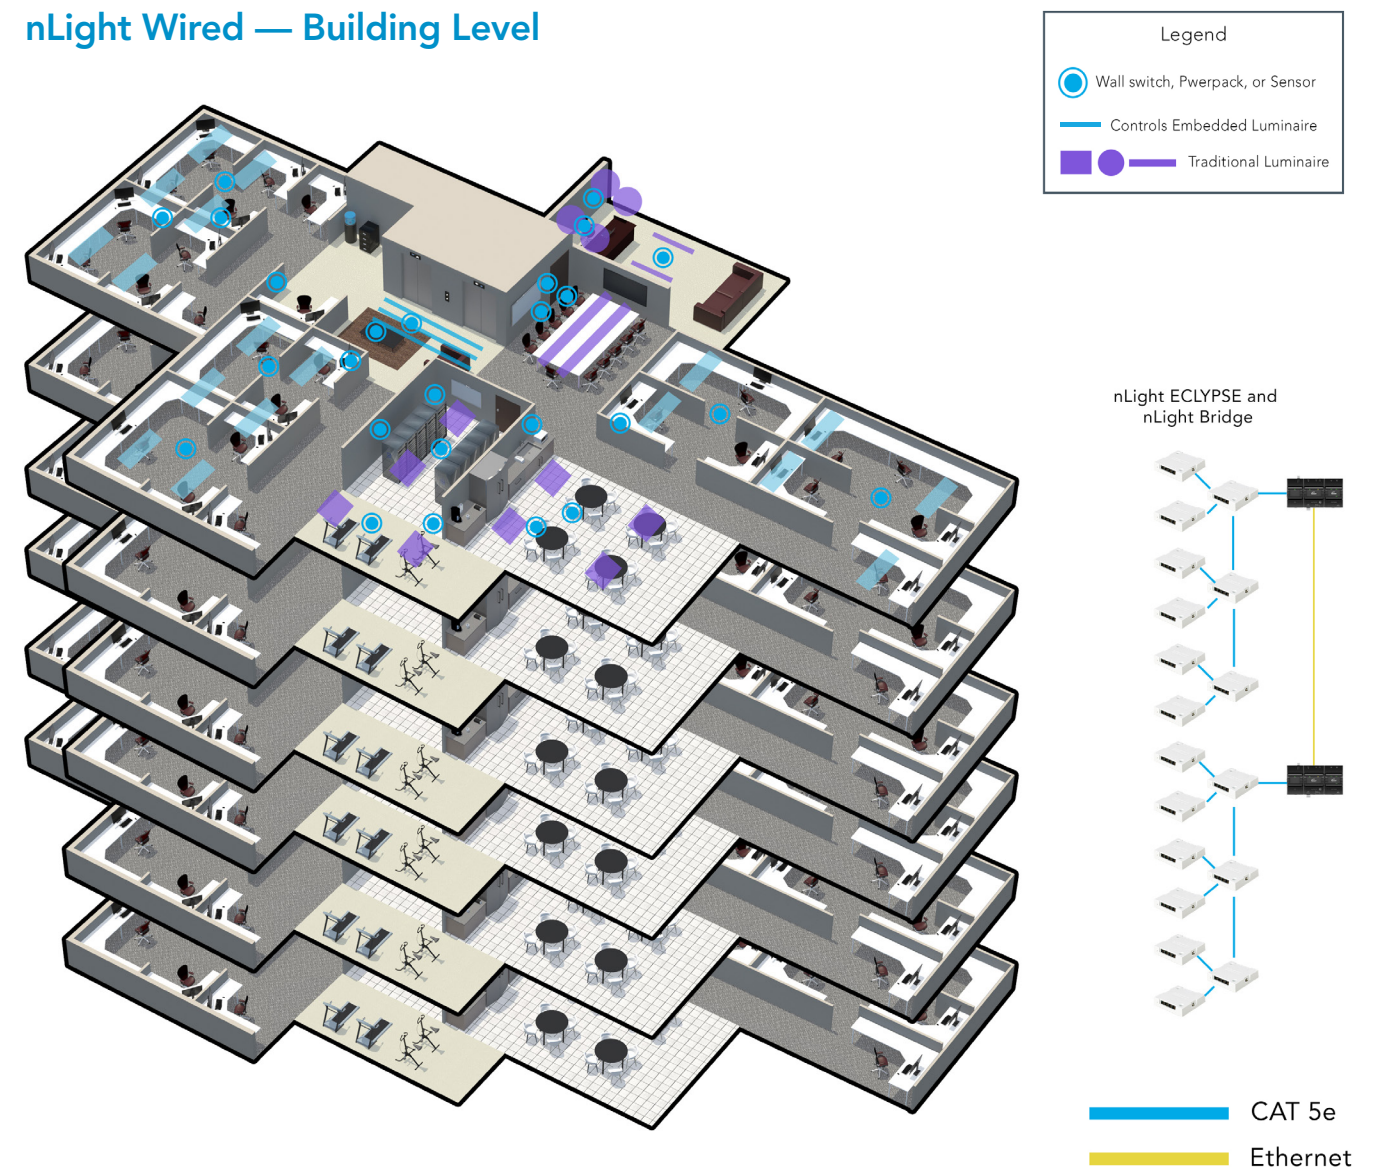 nLight Wired — Building Level
Legend
Wall switch, Pwerpack, or Sensor
Controls Embedded Luminaire
Traditional Luminaire
nLight ECLYPSE and
nLight Bridge
CAT 5e
Ethernet